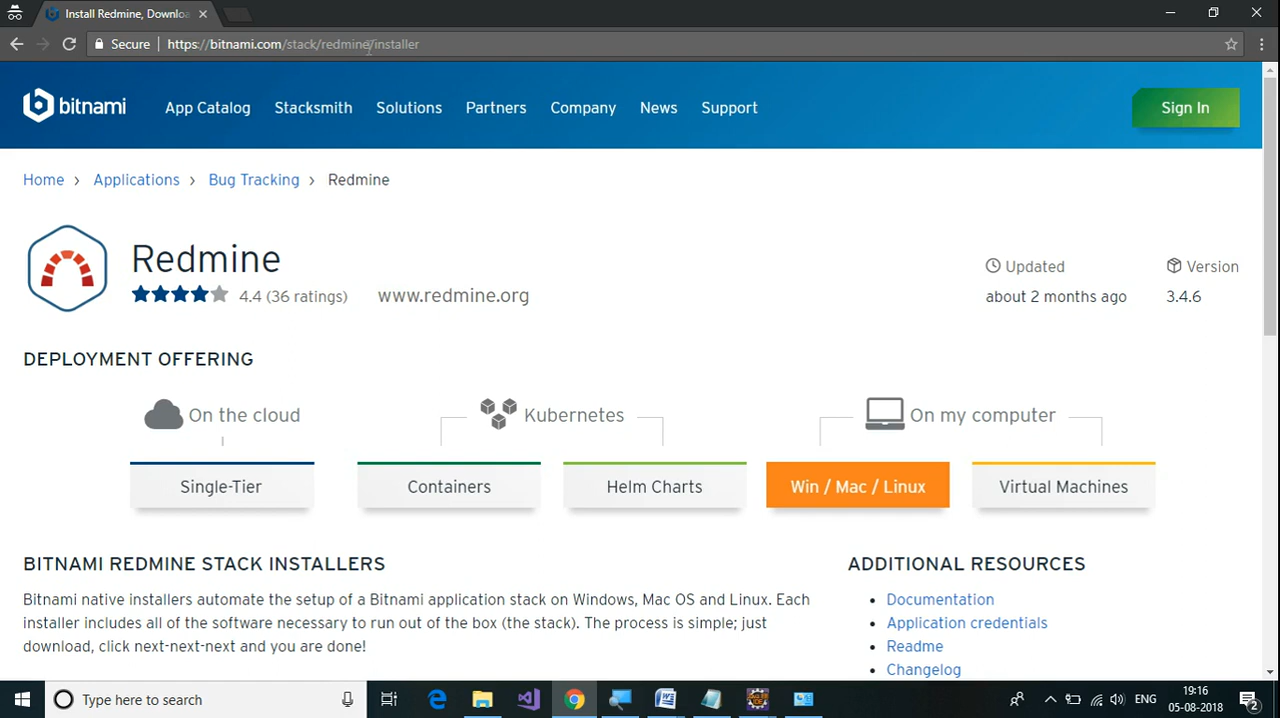 Install Redmine, Downloa
Secure | https://bitnami.com/stack/redmine/installer
bitnami App Catalog Stacksmith Solutions Partners Company News Support Sign In
Home › Applications › Bug Tracking › Redmine
Redmine
4.4 (36 ratings) www.redmine.org
Updated Version
about 2 months ago 3.4.6
DEPLOYMENT OFFERING
On the cloud Kubernetes On my computer
Single-Tier Containers Helm Charts Win / Mac / Linux Virtual Machines
BITNAMI REDMINE STACK INSTALLERS
Bitnami native installers automate the setup of a Bitnami application stack on Windows, Mac OS and Linux. Each
installer includes all of the software necessary to run out of the box (the stack). The process is simple; just
download, click next-next-next and you are done!
ADDITIONAL RESOURCES
• Documentation
• Application credentials
• Readme
• Changelog
Type here to search
ENG
19:16
05-08-2018
2